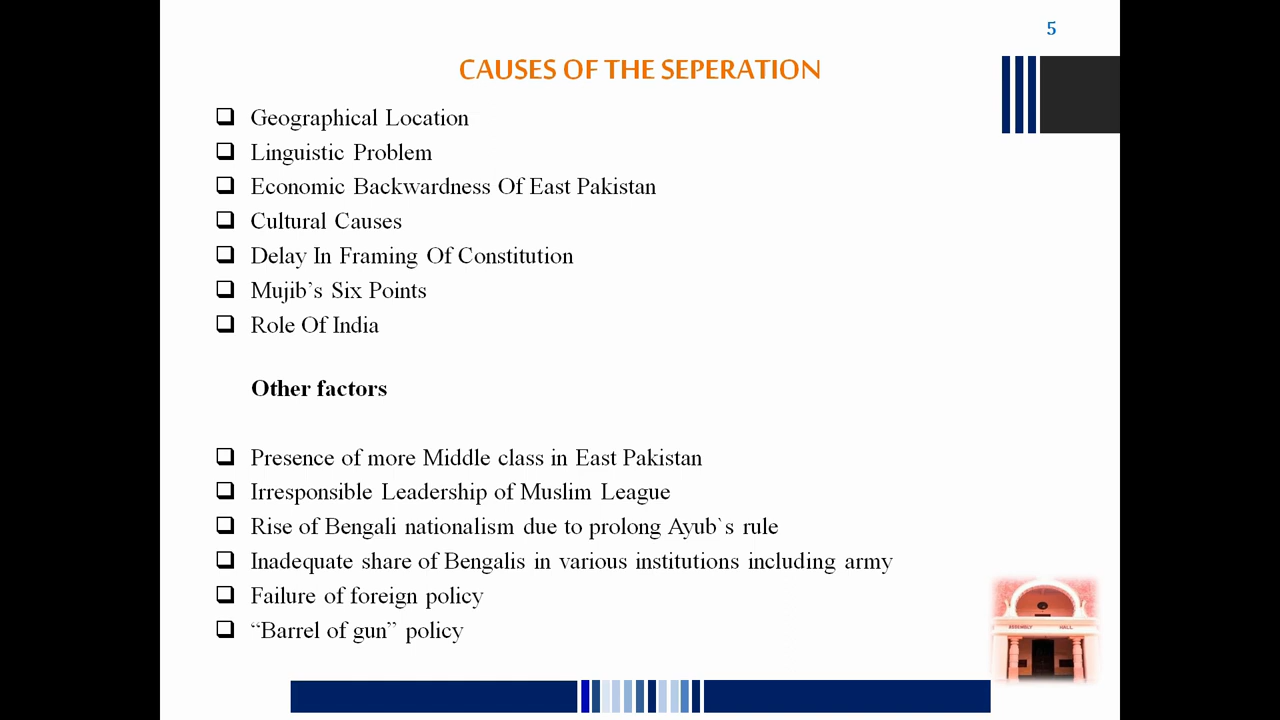 5
CAUSES OF THE SEPERATION
Geographical Location
Linguistic Problem
Economic Backwardness Of East Pakistan
Cultural Causes
Delay In Framing Of Constitution
Mujib’s Six Points
Role Of India
Other factors
Presence of more Middle class in East Pakistan
Irresponsible Leadership of Muslim League
Rise of Bengali nationalism due to prolong Ayub`s rule
Inadequate share of Bengalis in various institutions including army
Failure of foreign policy
“Barrel of gun” policy
ASSEMBLY HALL